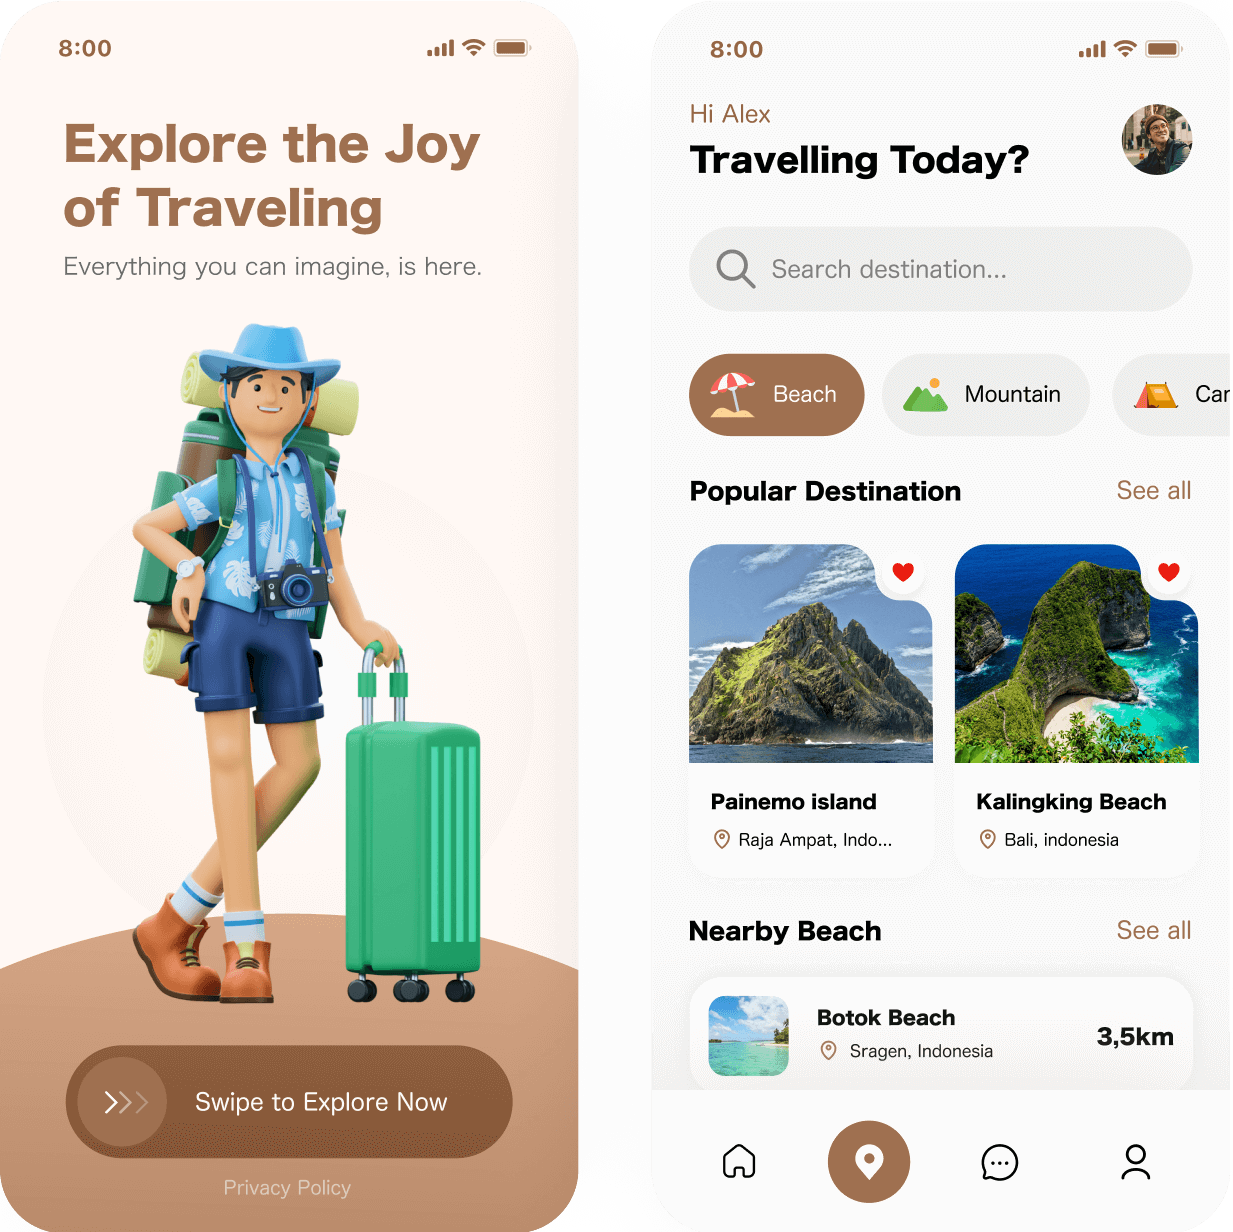 8:00
Explore the Joy
of Traveling
Everything you can imagine, is here.
Swipe to Explore Now
Privacy Policy
8:00
Hi Alex
Travelling Today?
Search destination...
Beach
Mountain
Car
Popular Destination
See all
Painemo island
Raja Ampat, Indo...
Kalingking Beach
Bali, indonesia
Nearby Beach
See all
Botok Beach
Sragen, Indonesia
3,5km